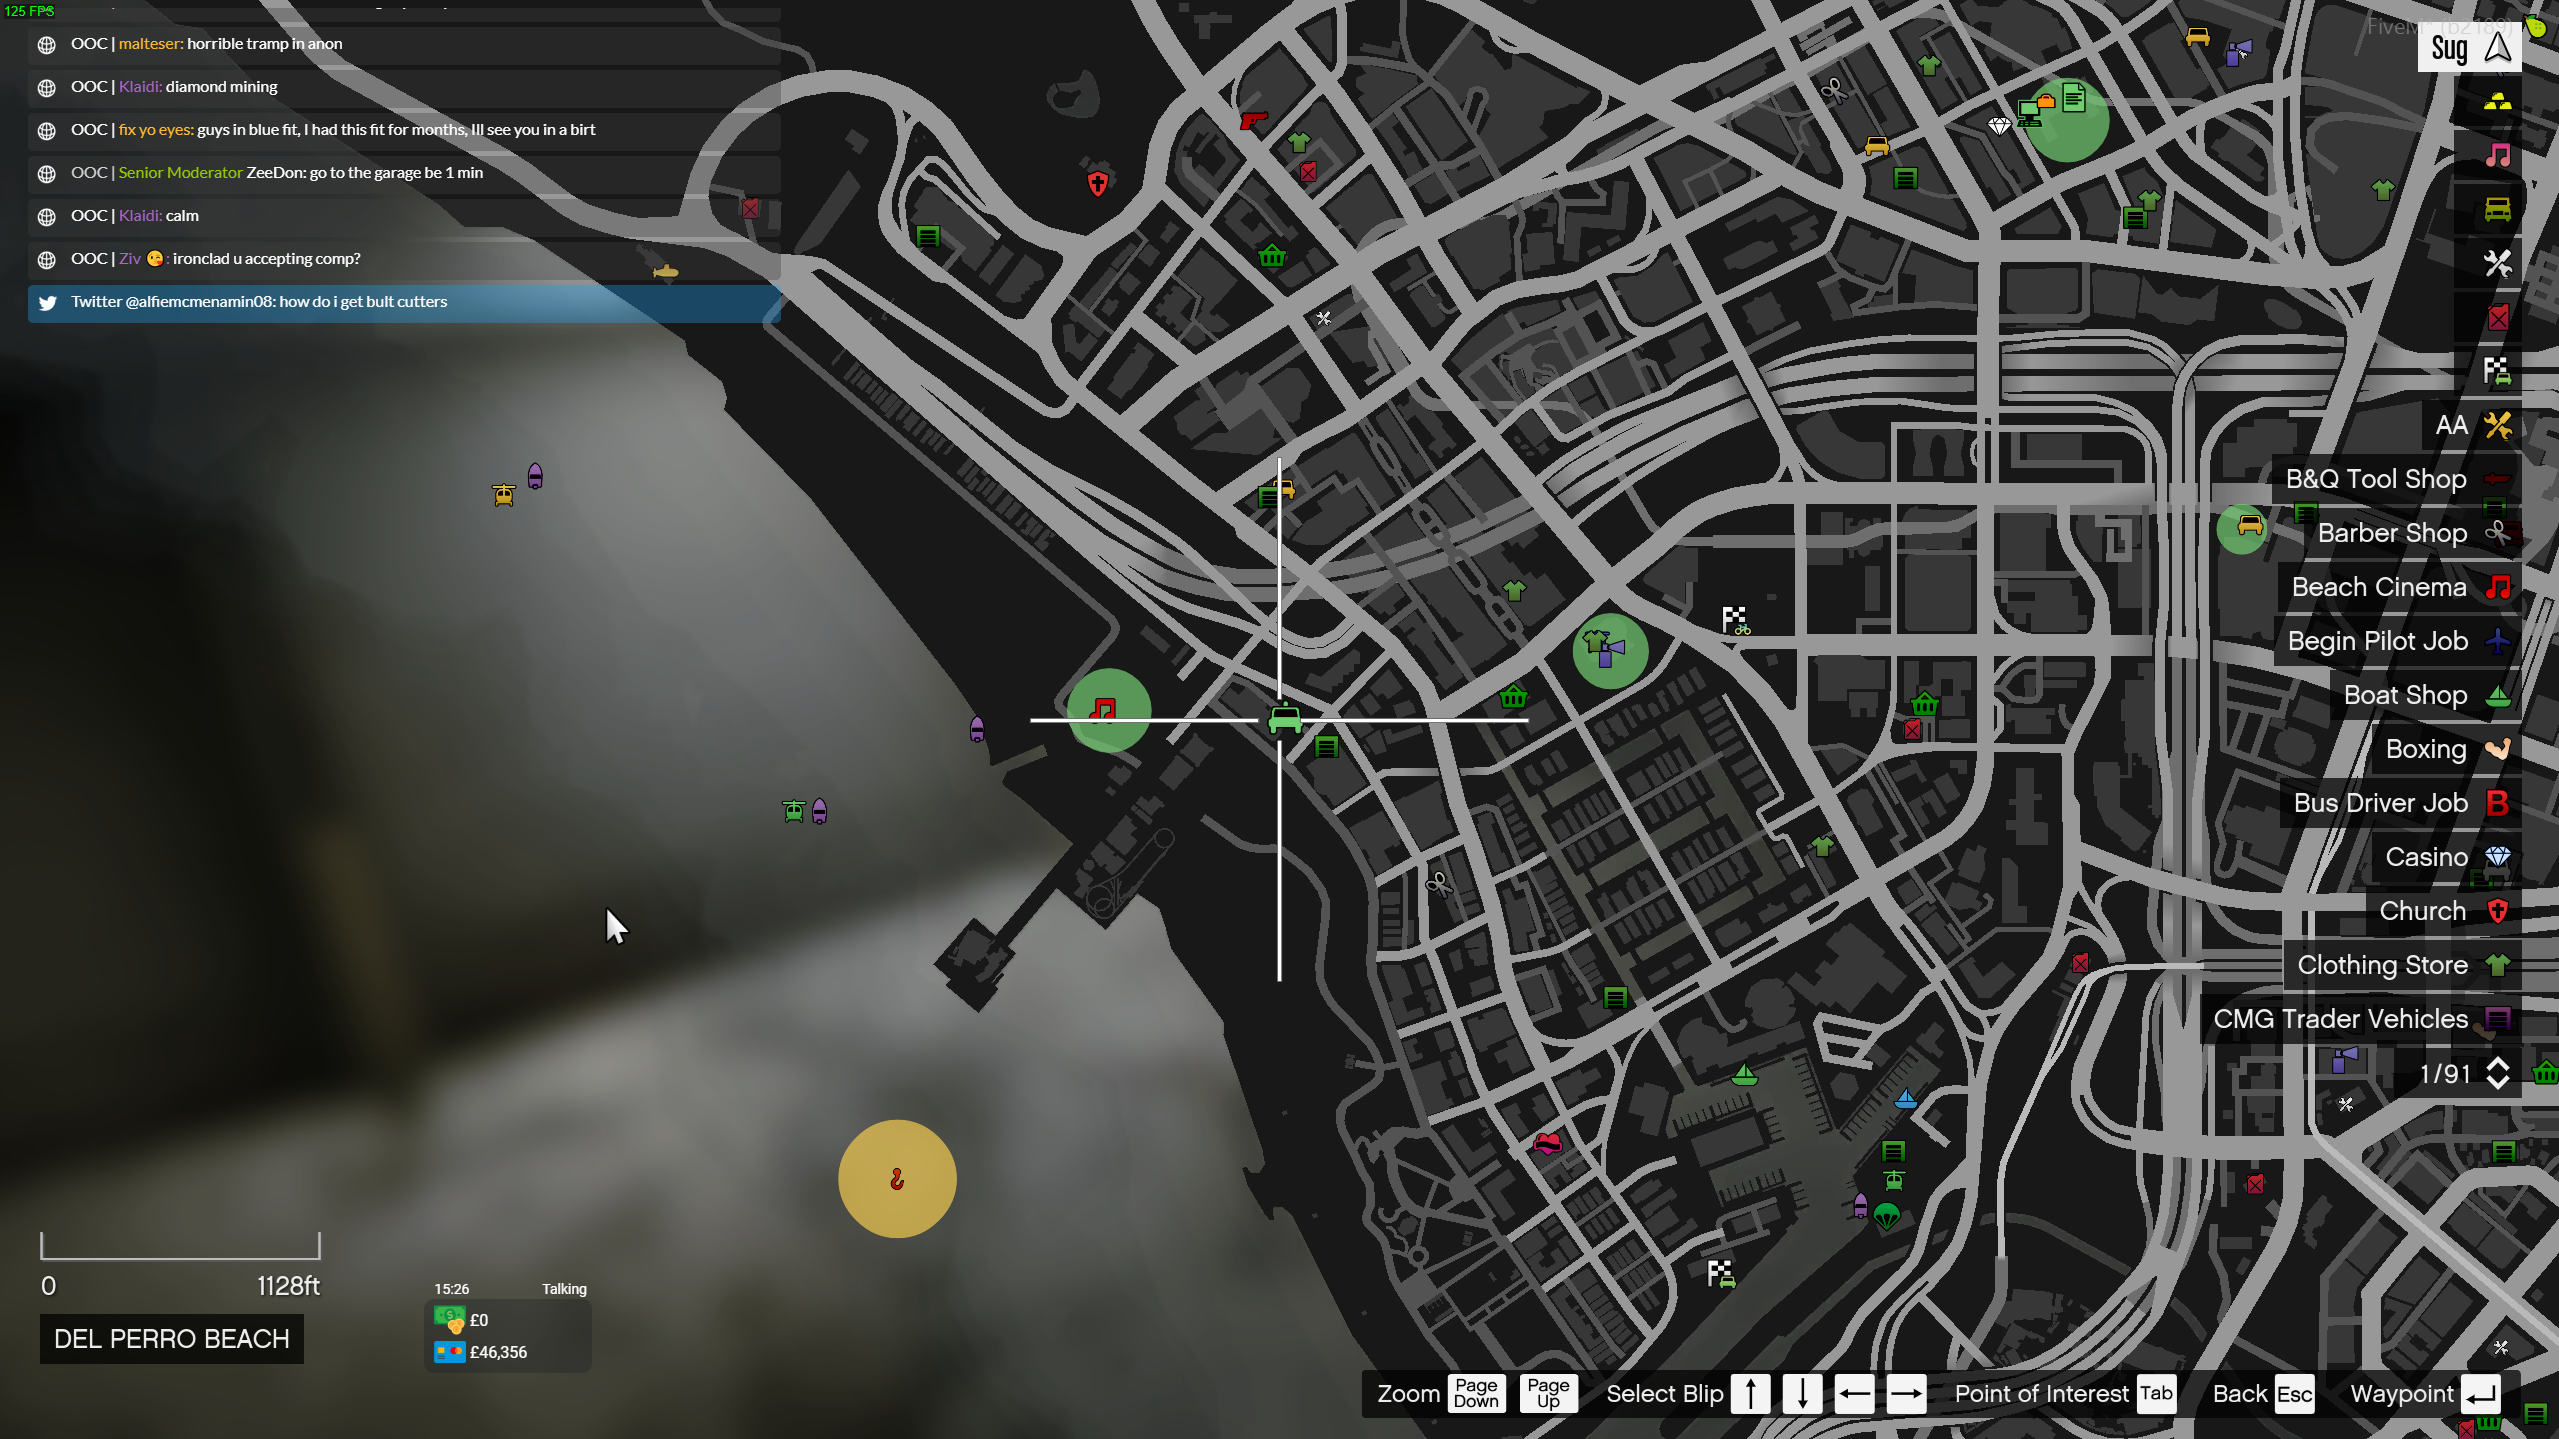 125 FPS
OOC | malteser: horrible tramp in anon
OOC | Klaidi: diamond mining
OOC | fix yo eyes: guys in blue fit, I had this fit for months, Ill see you in a birt
OOC | Senior Moderator ZeeDon: go to the garage be 1 min
OOC | Klaidi: calm
OOC | Ziv 😘: ironclad u accepting comp?
Twitter @alfiemcmenamin08: how do i get bult cutters
Sug
AA
B&Q Tool Shop
Barber Shop
Beach Cinema
Begin Pilot Job
Boat Shop
Boxing
Bus Driver Job B
Casino
Church
Clothing Store
CMG Trader Vehicles
1/91
0 1128ft
DEL PERRO BEACH
15:26 Talking
£0
£46,356
Zoom Page Down Page Up Select Blip ↑ ↓ ← → Point of Interest Tab Back Esc Waypoint